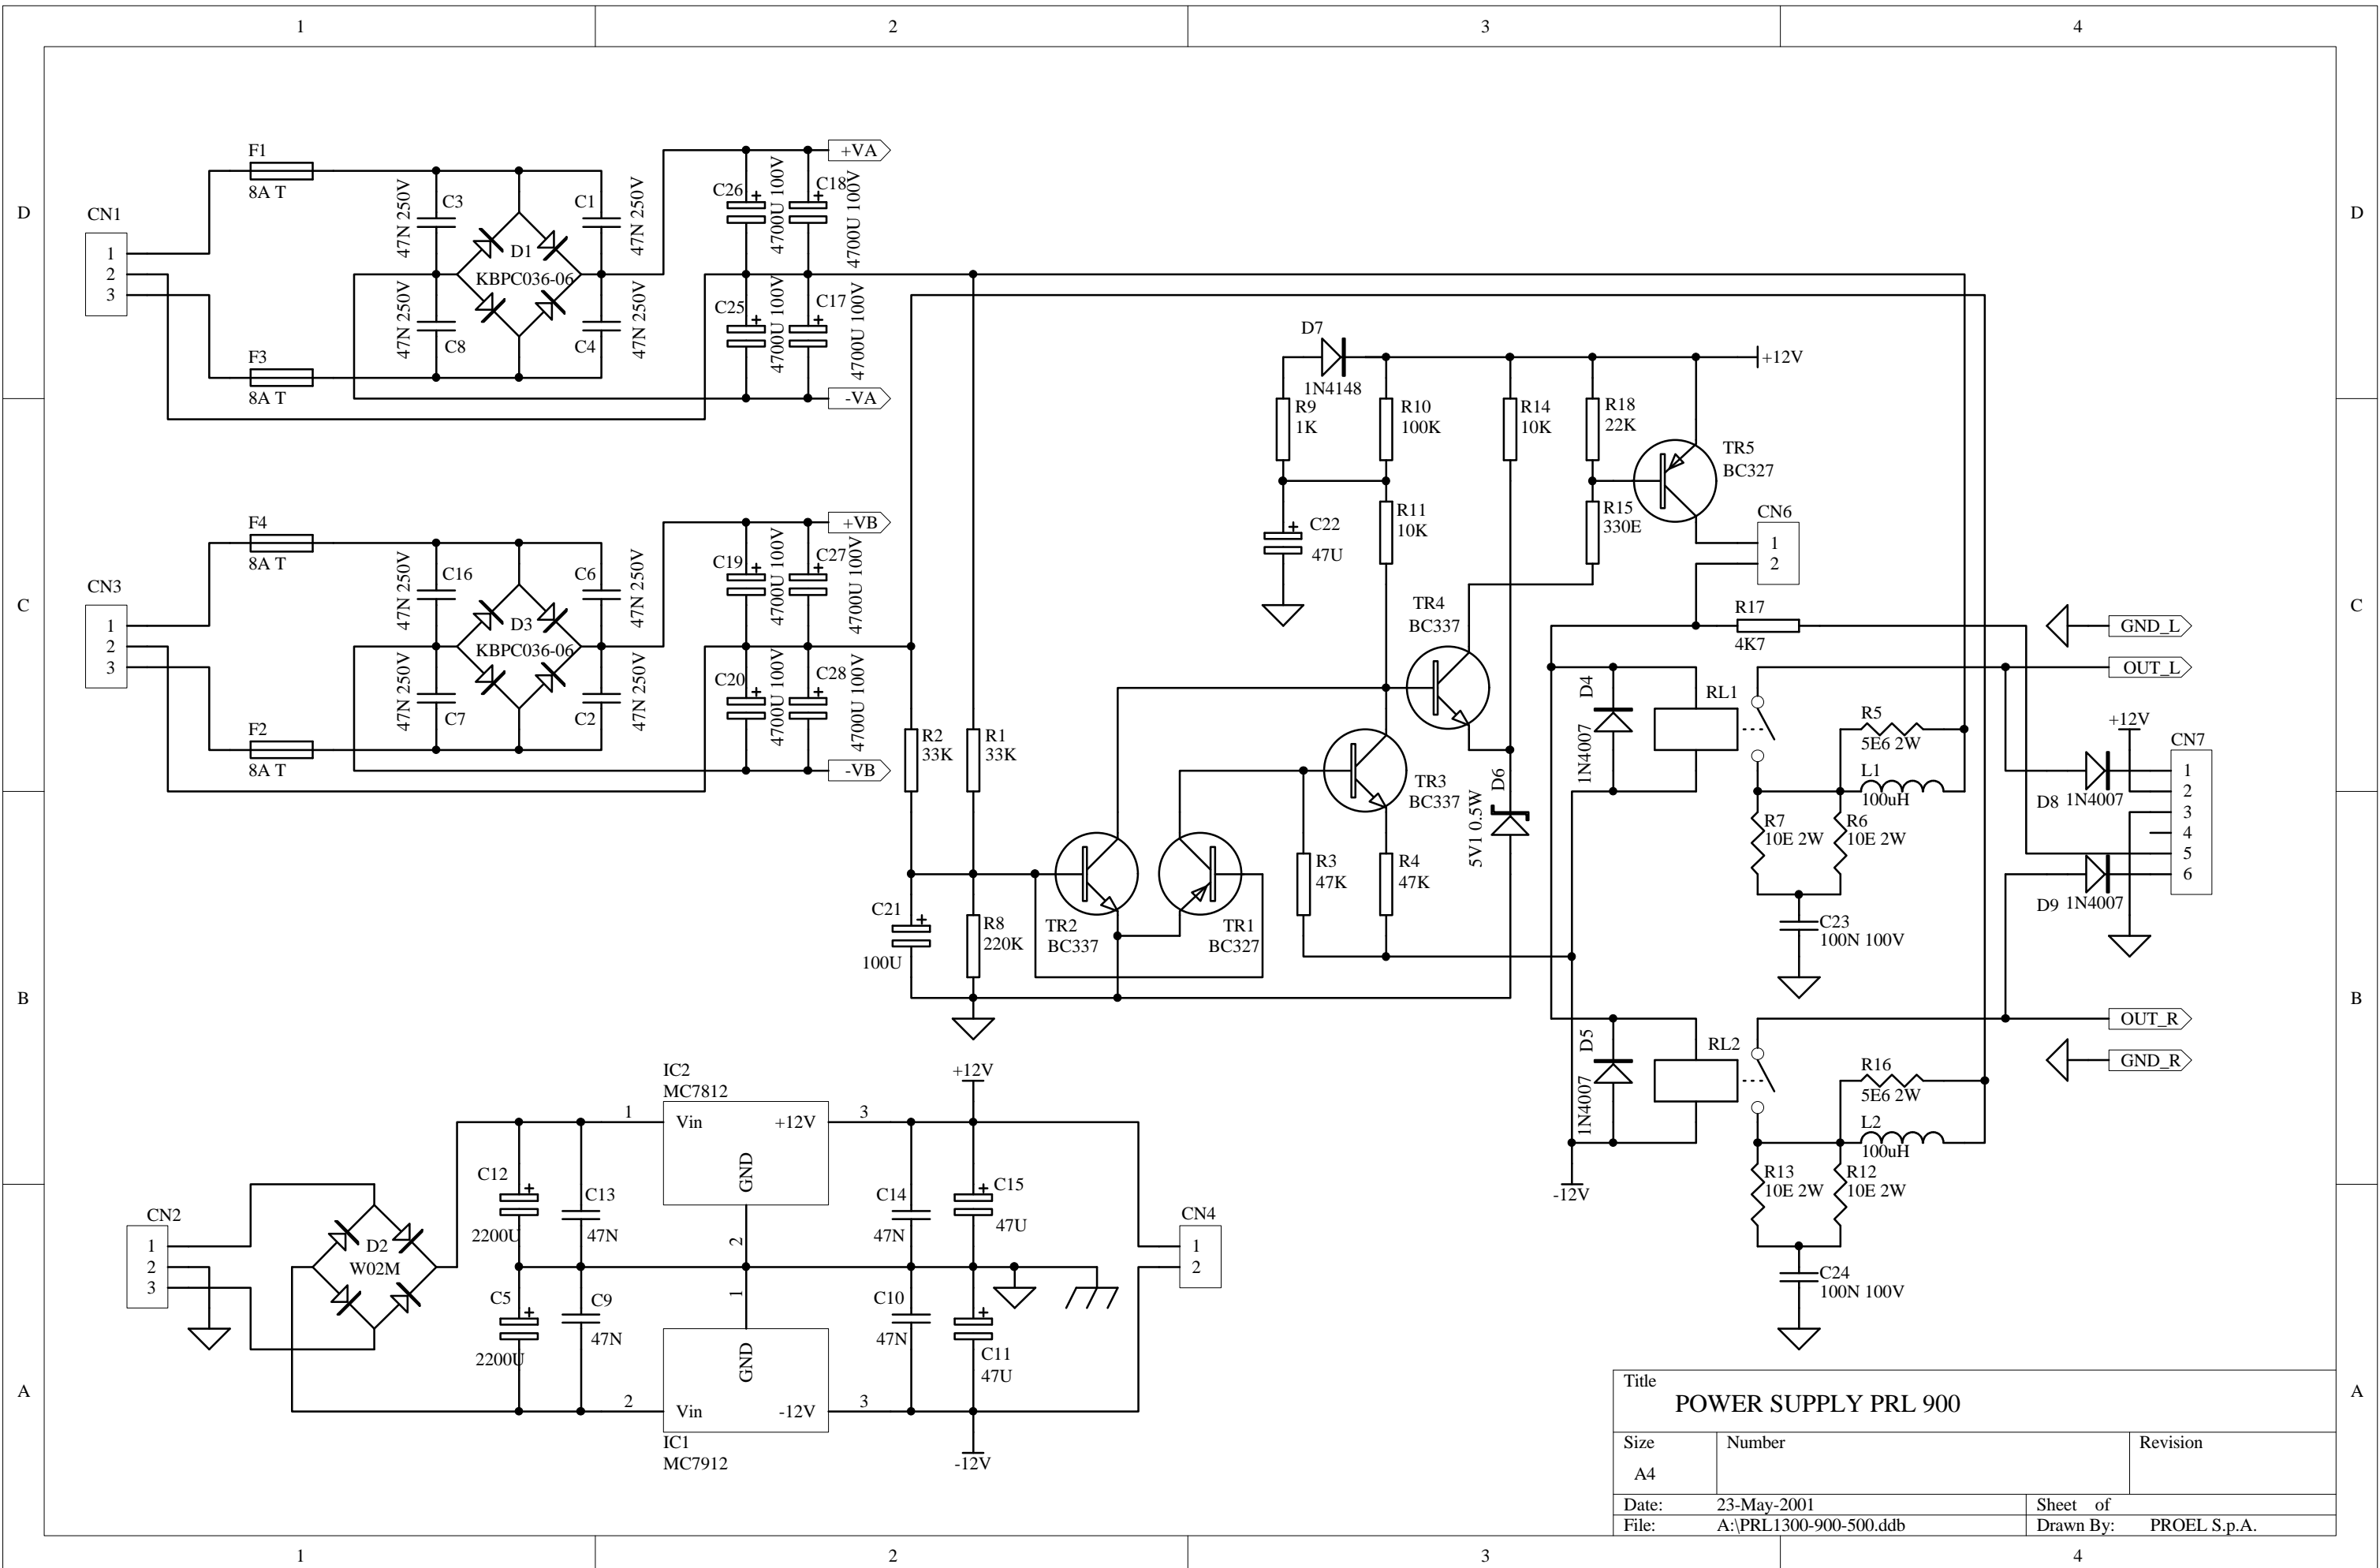 1 2 3 4
D
D
C
C
B
B
A
A
1 2 3 4
CN1
1
2
3
F1
8A T
F3
8A T
47N 250V
C3
47N 250V
C8
D1
KBPC036-06
C1
47N 250V
C4
47N 250V
C26
+
4700U 100V
C18
+
4700U 100V
C25
+
4700U 100V
C17
+
4700U 100V
+VA
-VA
CN3
1
2
3
F4
8A T
F2
8A T
47N 250V
C16
47N 250V
C7
D3
KBPC036-06
C6
47N 250V
C2
47N 250V
C19
+
4700U 100V
C27
+
4700U 100V
C20
+
4700U 100V
C28
+
4700U 100V
+VB
-VB
R2
33K
R1
33K
C21
+
100U
R8
220K
TR2
BC337
TR1
BC327
D7
1N4148
R9
1K
R10
100K
C22
+
47U
R11
10K
R14
10K
R18
22K
R15
330E
TR5
BC327
+12V
TR4
BC337
TR3
BC337
R3
47K
R4
47K
D6
5V1 0.5W
CN6
1
2
R17
4K7
D4
1N4007
RL1
R5
5E6 2W
L1
100uH
R7
10E 2W
R6
10E 2W
C23
100N 100V
GND_L
OUT_L
+12V
CN7
1
2
3
4
5
6
D8 1N4007
D9 1N4007
D5
1N4007
RL2
R16
5E6 2W
L2
100uH
R13
10E 2W
R12
10E 2W
C24
100N 100V
OUT_R
GND_R
-12V
CN2
1
2
3
D2
W02M
C12
+
2200U
C13
47N
C5
+
2200U
C9
47N
IC2
MC7812
1
Vin +12V
GND
3
2
1
GND
2
Vin -12V
3
IC1
MC7912
C14
47N
C10
47N
+12V
C15
+
47U
C11
+
47U
-12V
CN4
1
2
Title
POWER SUPPLY PRL 900
Size
A4
Number
Revision
Date: 23-May-2001
Sheet of
File: A:\PRL1300-900-500.ddb
Drawn By: PROEL S.p.A.